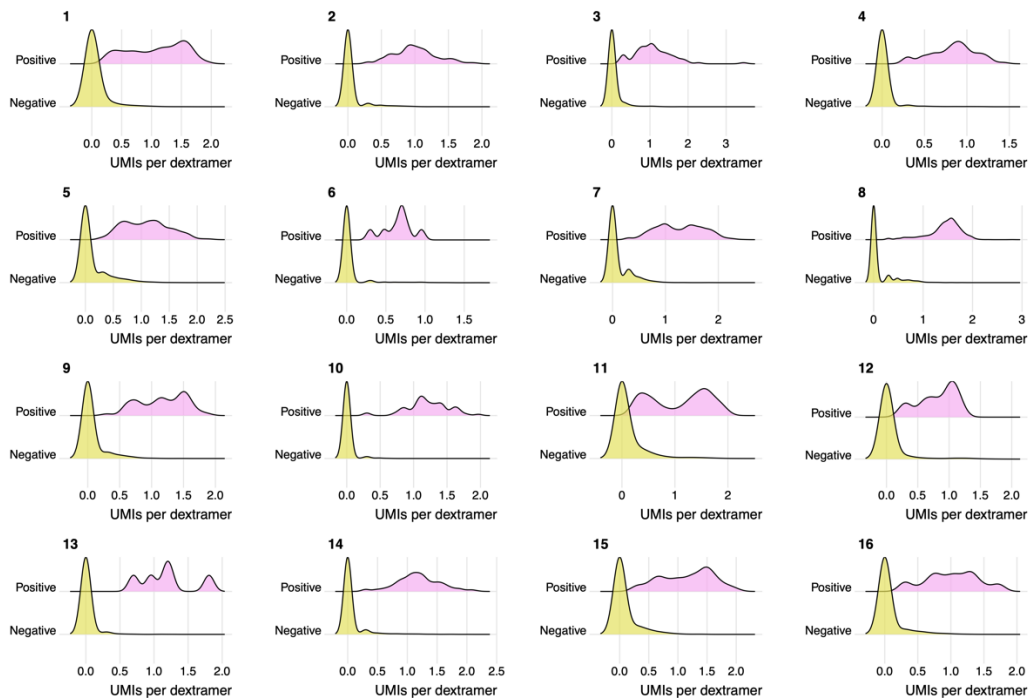 1 2 3 4
Positive Positive Positive Positive
Negative Negative Negative Negative
0.0 0.5 1.0 1.5 2.0 0.0 0.5 1.0 1.5 2.0 0 1 2 3 0.0 0.5 1.0 1.5
UMIs per dextramer UMIs per dextramer UMIs per dextramer UMIs per dextramer
5 6 7 8
Positive Positive Positive Positive
Negative Negative Negative Negative
0.0 0.5 1.0 1.5 2.0 2.5 0.0 0.5 1.0 1.5 0 1 2 0 1 2 3
UMIs per dextramer UMIs per dextramer UMIs per dextramer UMIs per dextramer
9 10 11 12
Positive Positive Positive Positive
Negative Negative Negative Negative
0.0 0.5 1.0 1.5 2.0 0.0 0.5 1.0 1.5 2.0 0 1 2 0.0 0.5 1.0 1.5 2.0
UMIs per dextramer UMIs per dextramer UMIs per dextramer UMIs per dextramer
13 14 15 16
Positive Positive Positive Positive
Negative Negative Negative Negative
0.0 0.5 1.0 1.5 2.0 0.0 0.5 1.0 1.5 2.0 2.5 0.0 0.5 1.0 1.5 2.0 0.0 0.5 1.0 1.5 2.0
UMIs per dextramer UMIs per dextramer UMIs per dextramer UMIs per dextramer